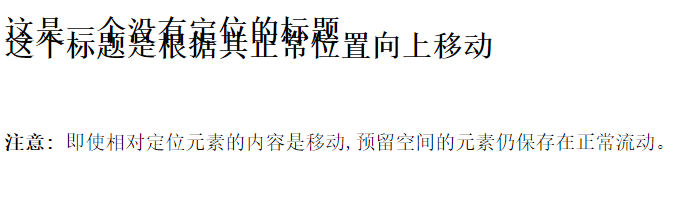 这是一个没有定位的标题
这个标题是根据其正常位置向上移动
注意: 即使相对定位元素的内容是移动,预留空间的元素仍保存在正常流动。